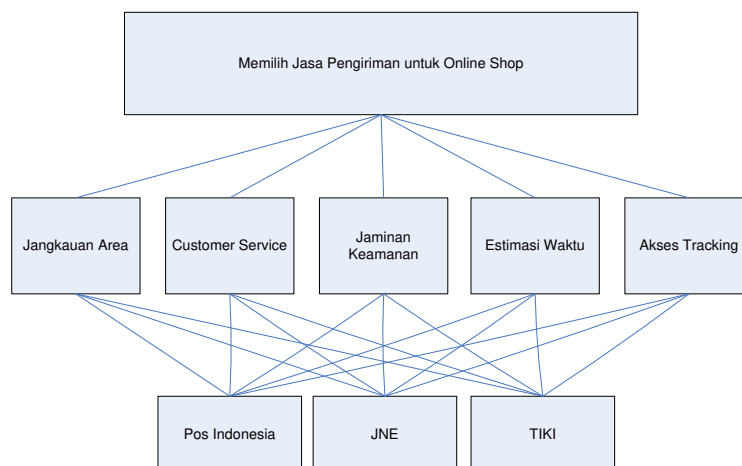 Memilih Jasa Pengiriman untuk Online Shop
Jangkauan Area
Customer Service
Jaminan
Keamanan
Estimasi Waktu
Akses Tracking
Pos Indonesia
JNE
TIKI